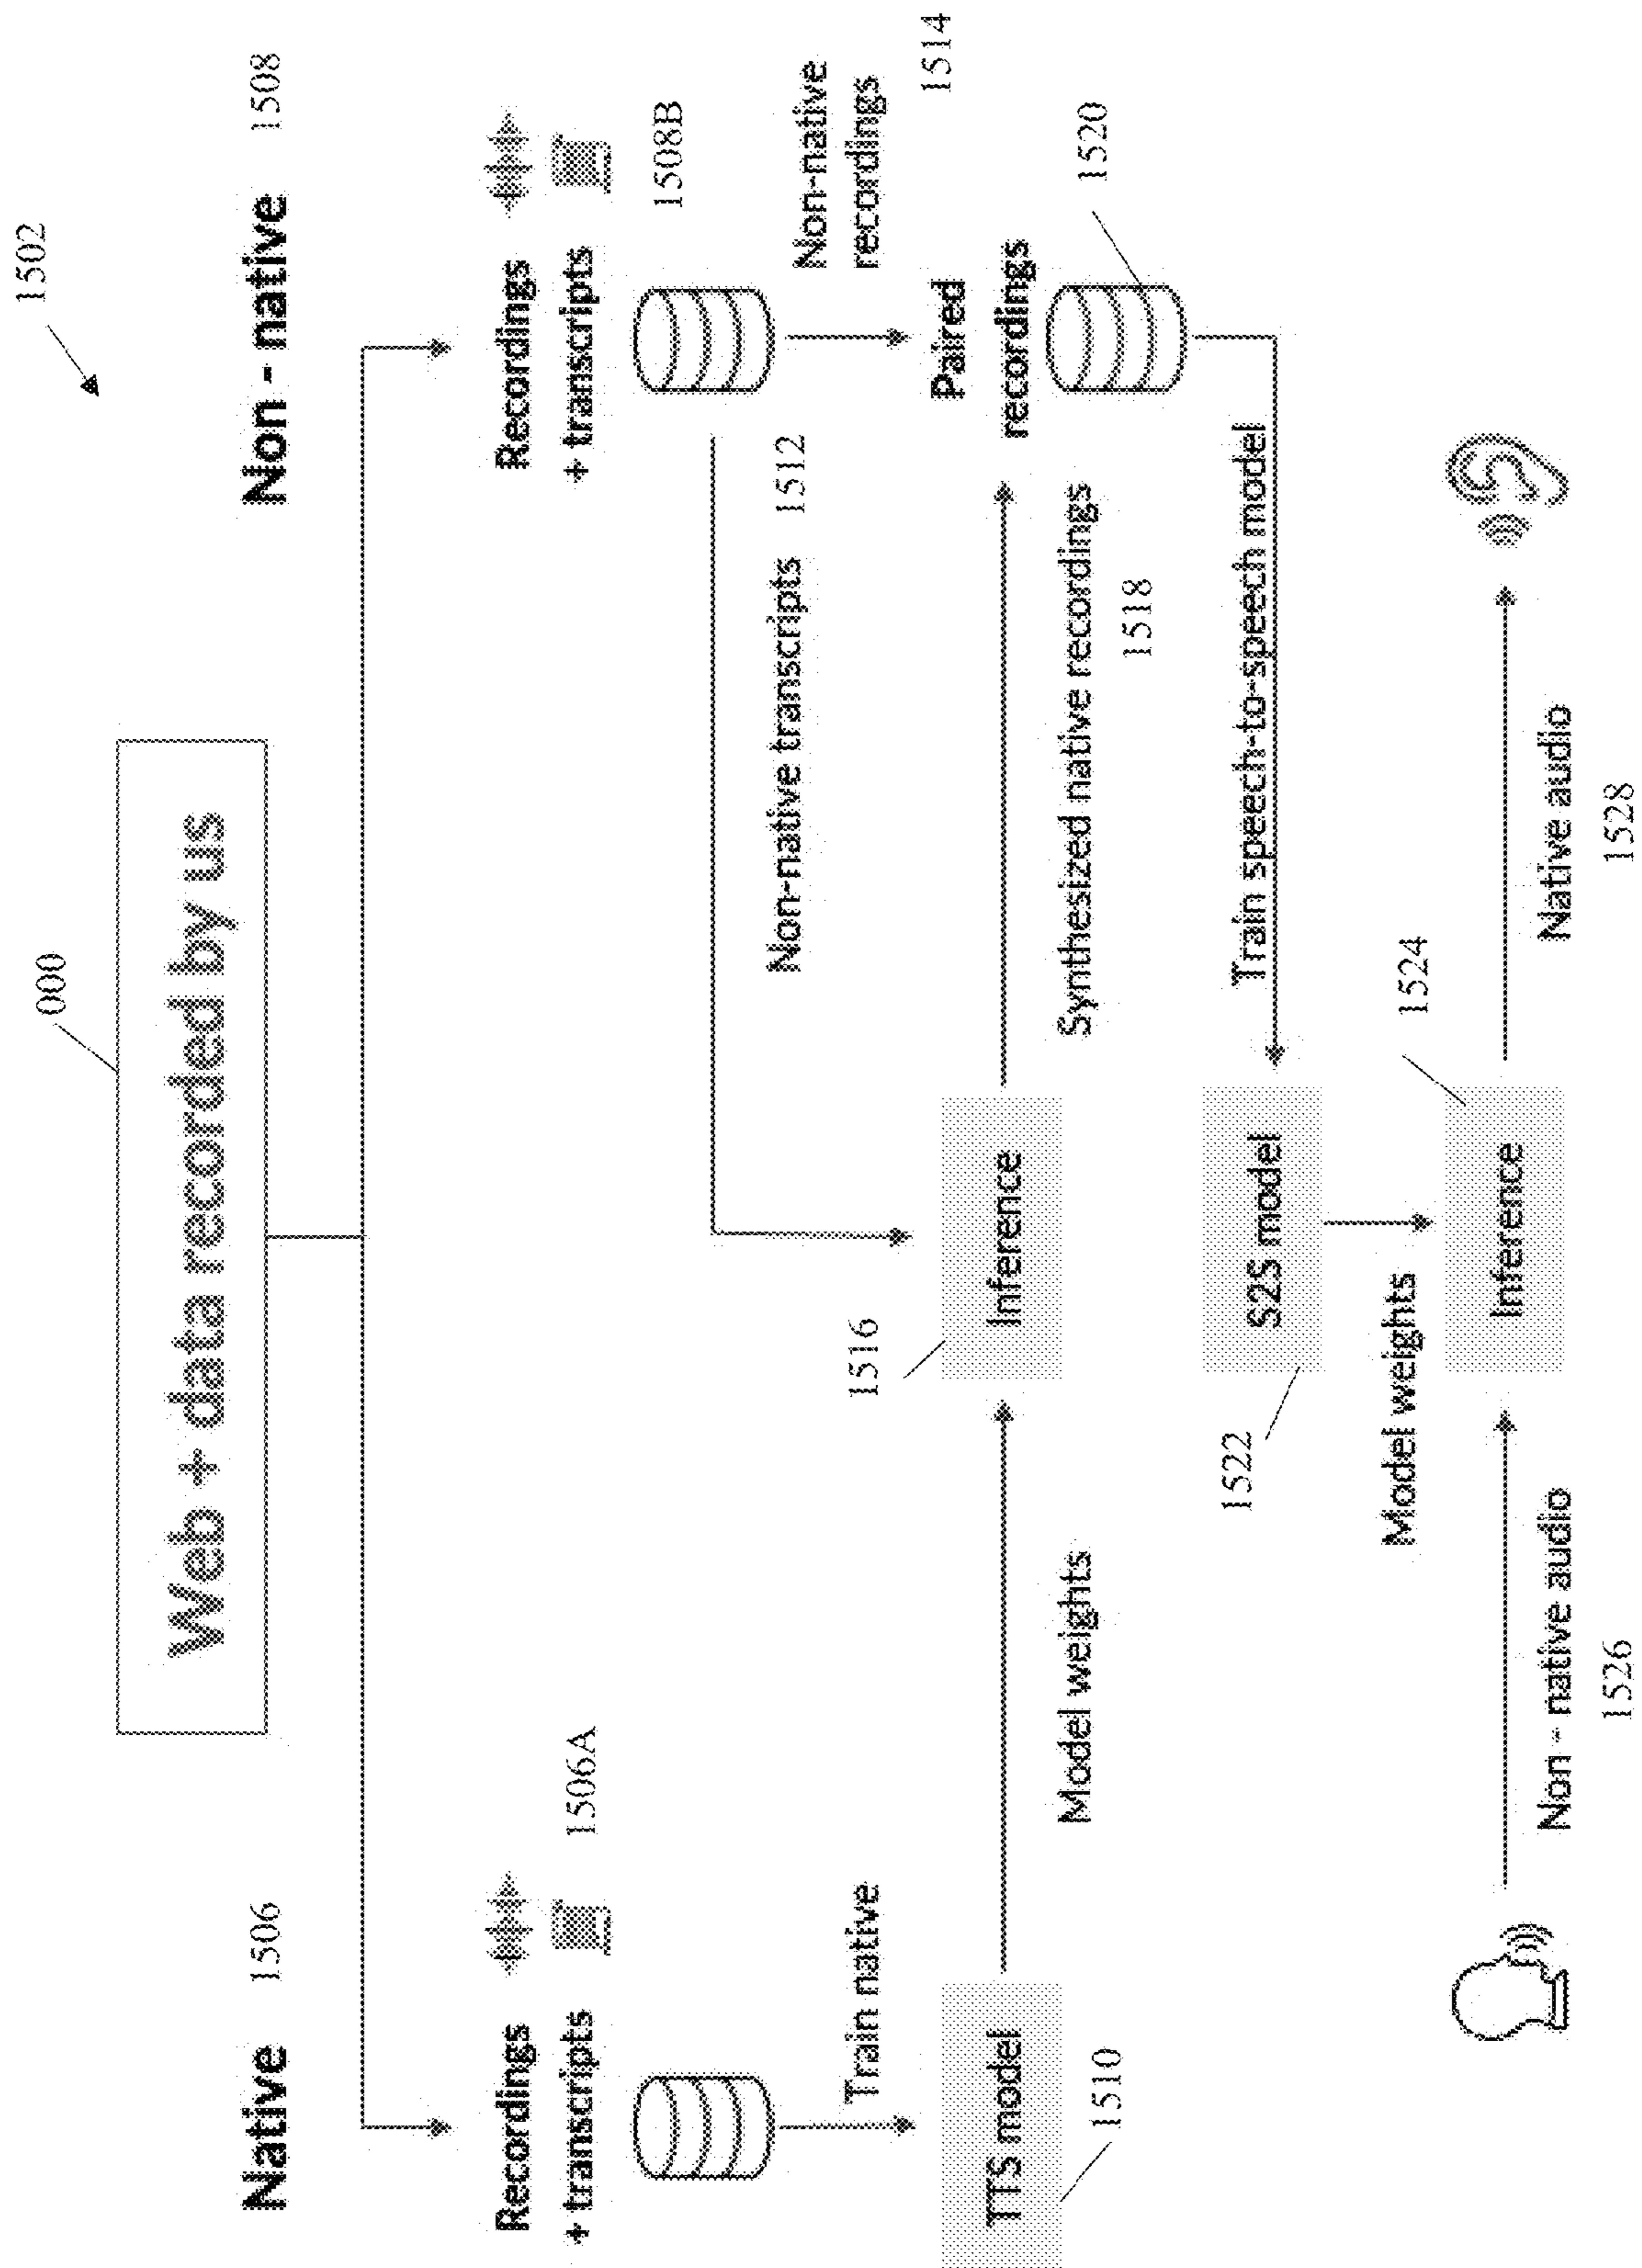 1502
000
Web + data recorded by us
Native 1506
Non - native 1508
Recordings
+ transcripts
1506A
Recordings
+ transcripts
1508B
Train native
Non-native transcripts
1512
Non-native
recordings
1514
TTS model
1510
Model weights
1516
Inference
Synthesized native recordings
1518
Paired
recordings
1520
Train speech-to-speech model
S2S model
1522
Model weights
1524
Inference
Non - native audio
1526
Native audio
1528